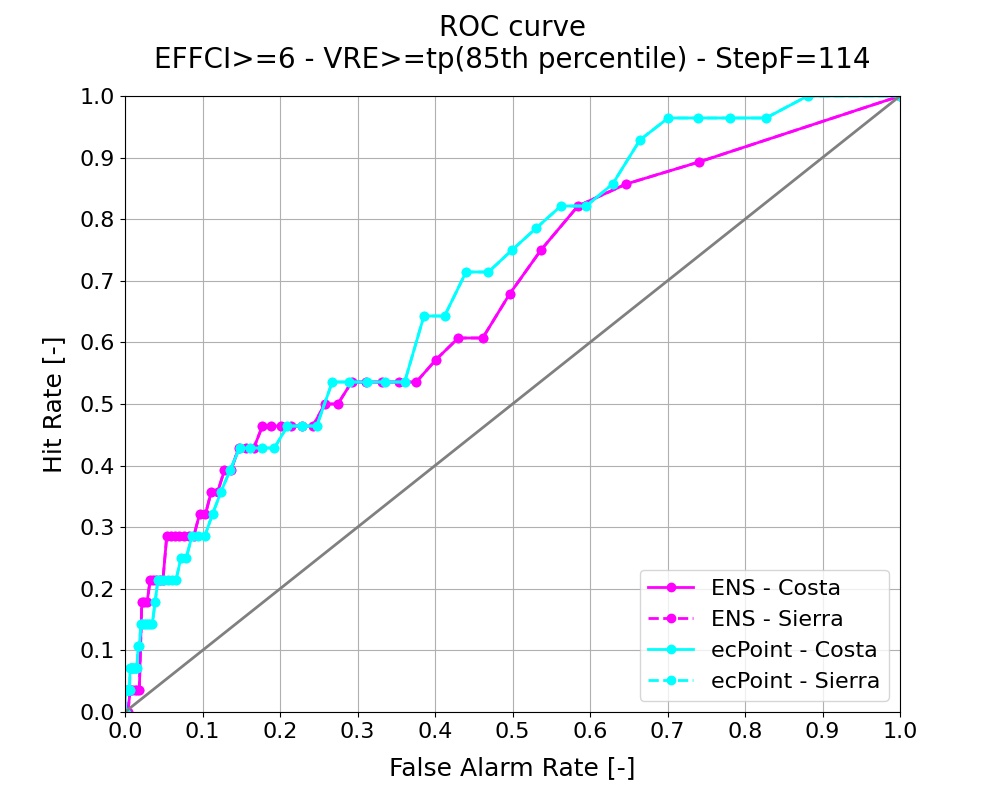 ROC curve
EFFCI>=6 - VRE>=tp(85th percentile) - StepF=114
1.0
0.9
0.8
0.7
0.6
0.5
0.4
0.3
0.2
0.1
0.0
Hit Rate [-]
ENS - Costa
ENS - Sierra
ecPoint - Costa
ecPoint - Sierra
0.0 0.1 0.2 0.3 0.4 0.5 0.6 0.7 0.8 0.9 1.0
False Alarm Rate [-]